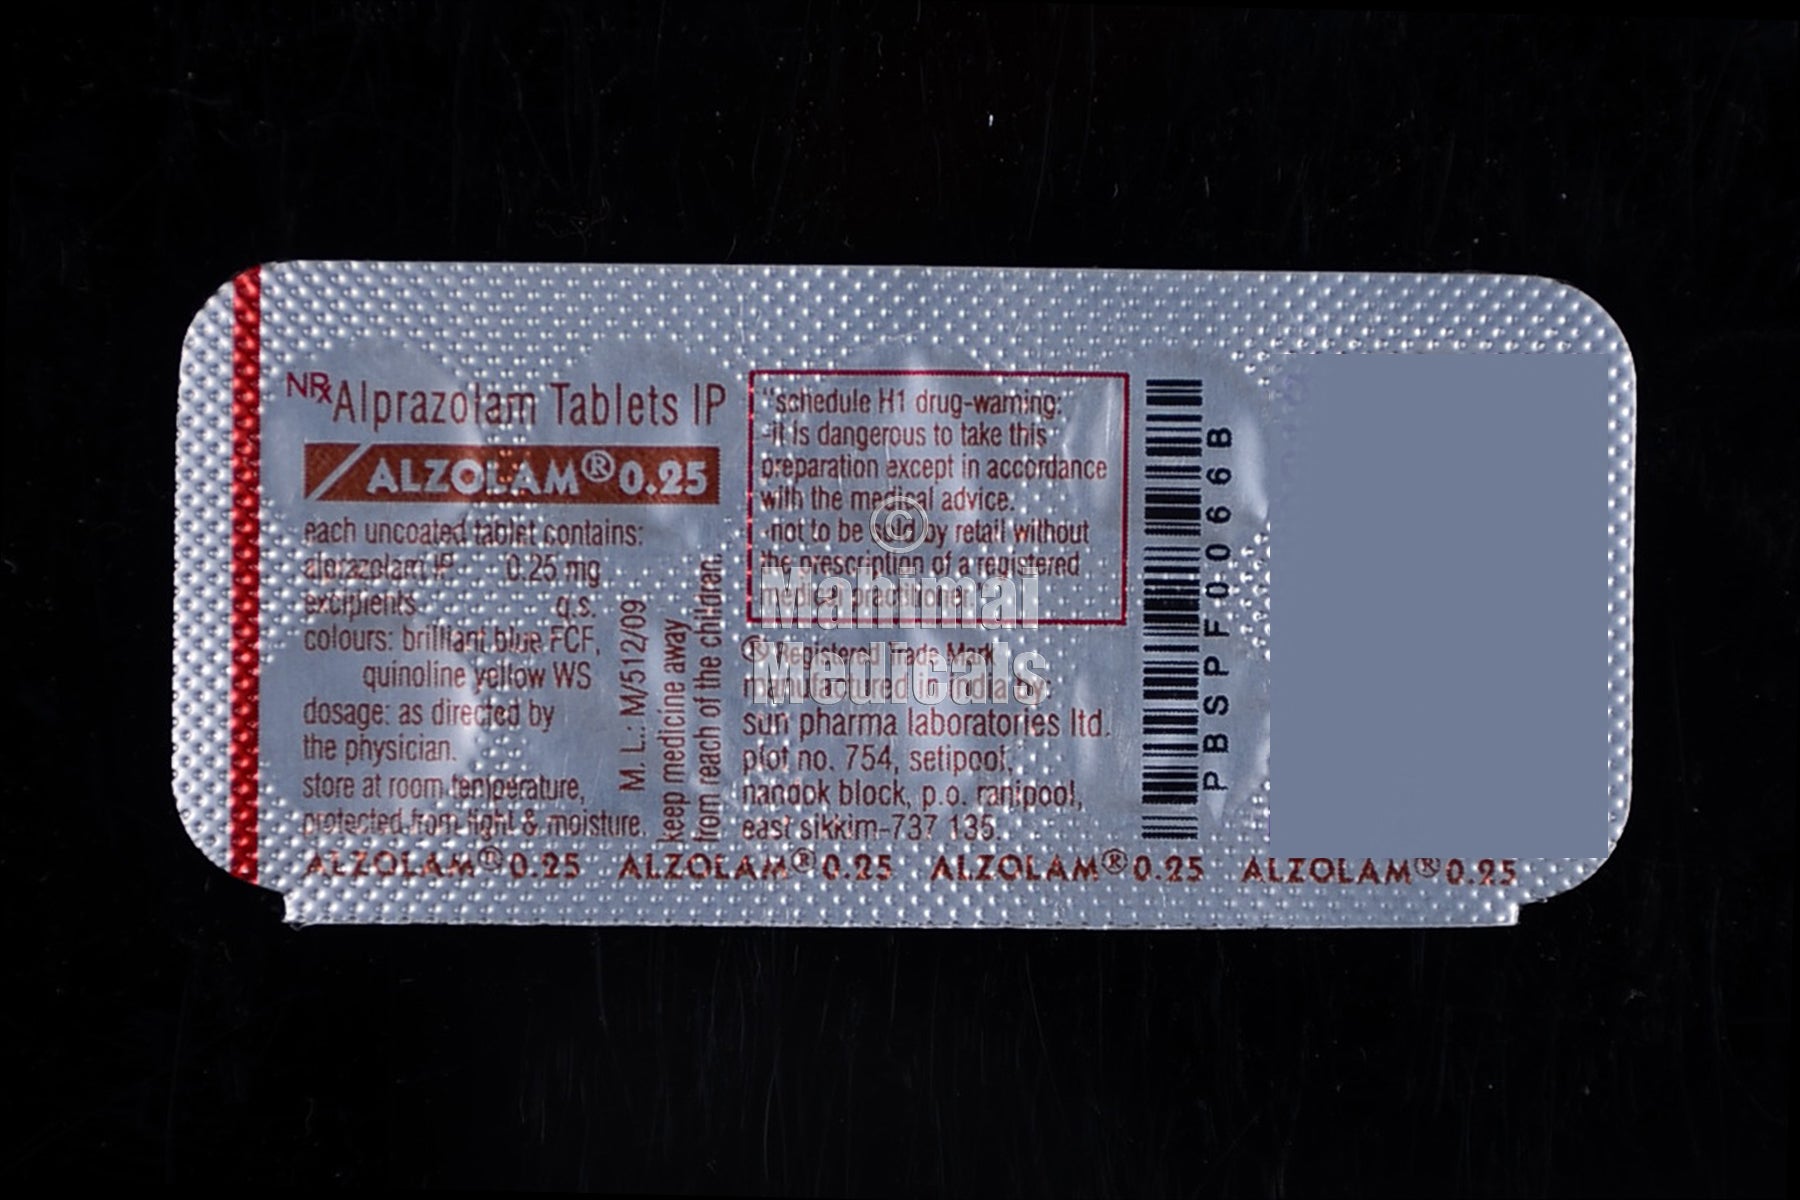 NRx Alprazolam Tablets IP
ALZOLAM® 0.25
each uncoated tablet contains:
alprazolam IP 0.25 mg
excipients q.s.
colours: brilliant blue FCF,
quinoline yellow WS
dosage: as directed by
the physician.
store at room temperature,
protected from light & moisture.
M. L.: M/512/09
keep medicine away
from reach of the children.
"schedule H1 drug-warning:
-it is dangerous to take this
preparation except in accordance
with the medical advice.
-not to be sold by retail without
the prescription of a registered
medical practitioner."
® Registered Trade Mark
manufactured in India by:
sun pharma laboratories ltd.
plot no. 754, setipool,
nandok block, p.o. ranipool,
east sikkim-737 135.
PBSPF0066B
ALZOLAM® 0.25 ALZOLAM® 0.25 ALZOLAM® 0.25 ALZOLAM® 0.25
©
Mahimai
Medicals